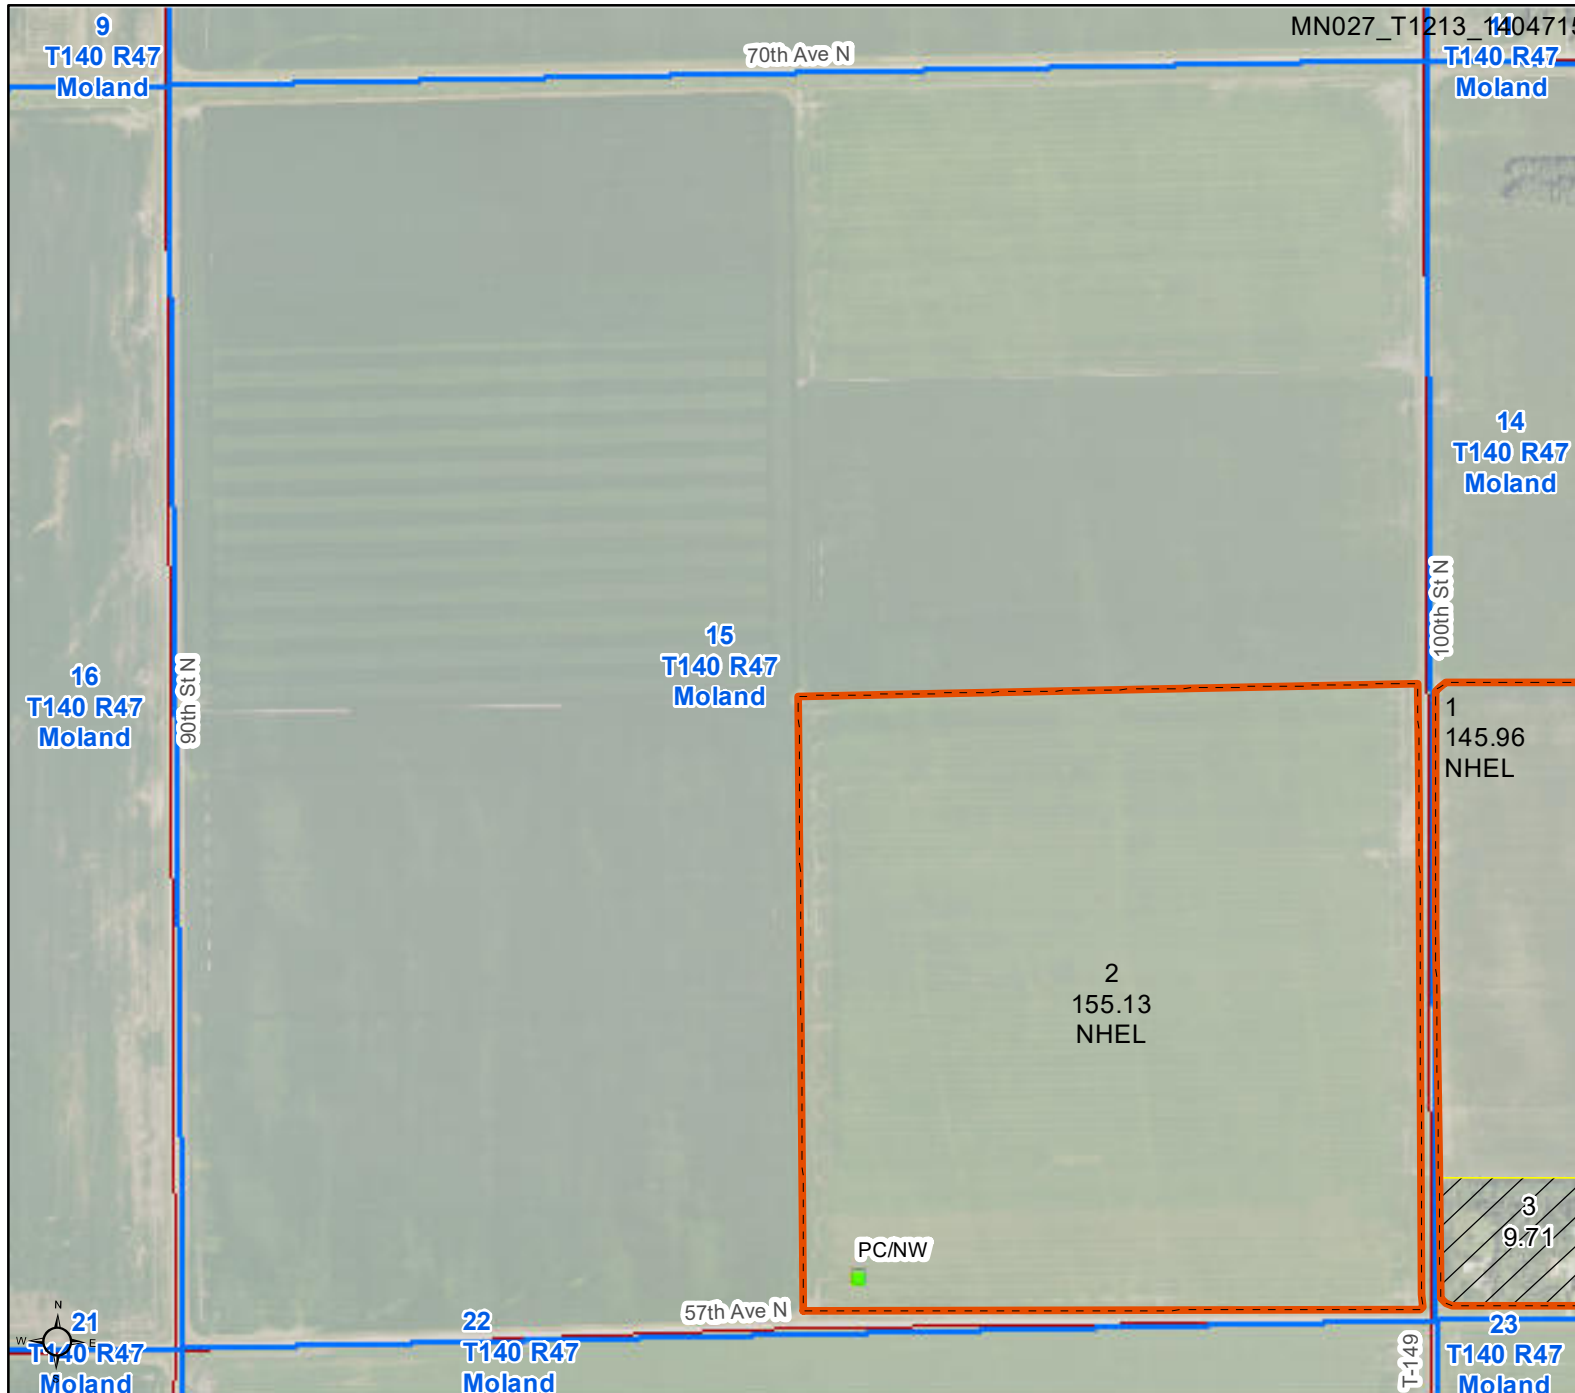 9
T140 R47
Moland
70th Ave N
MN027_T1213_1404715
11
T140 R47
Moland
14
T140 R47
Moland
100th St N
15
T140 R47
Moland
16
T140 R47
Moland
90th St N
1
145.96
NHEL
2
155.13
NHEL
3
9.71
PC/NW
57th Ave N
N
W
E
S
21
T140 R47
Moland
22
T140 R47
Moland
T-149
23
T140 R47
Moland